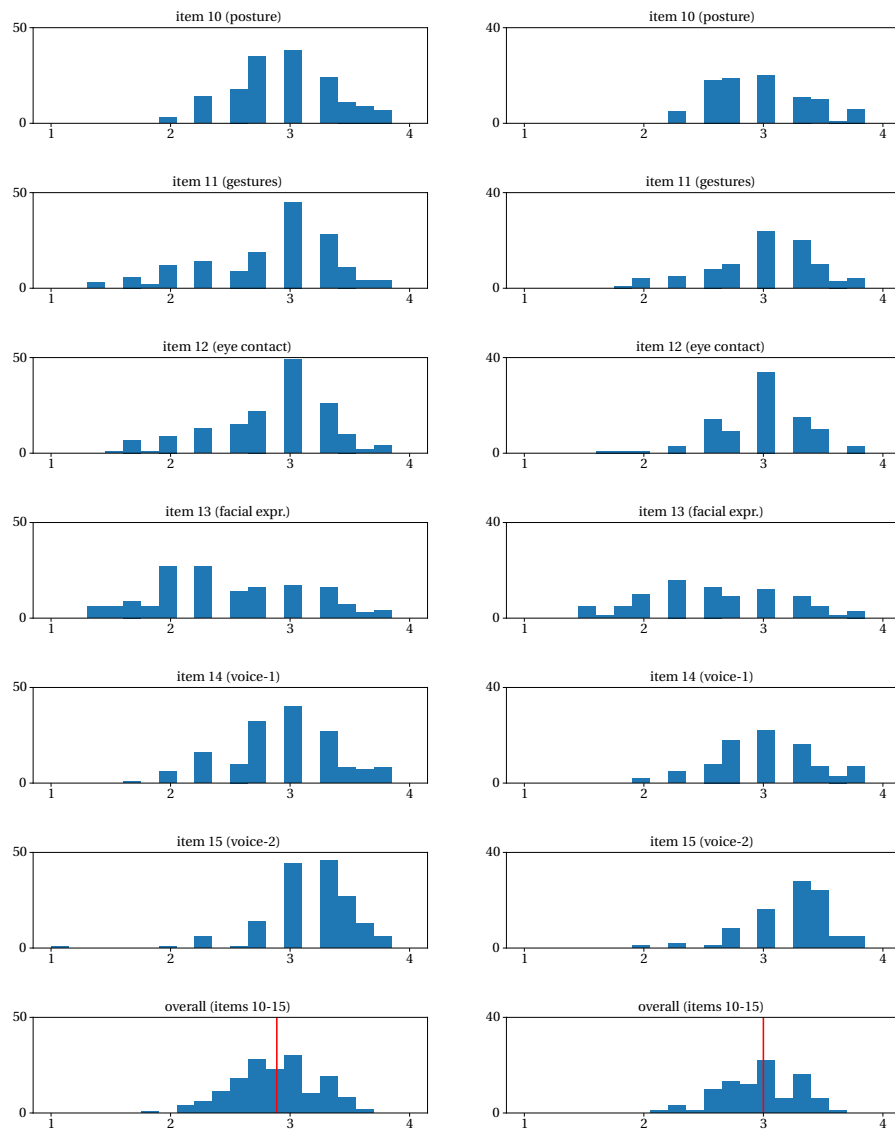 item 10 (posture)
50
0
1 2 3 4
item 10 (posture)
40
0
1 2 3 4
item 11 (gestures)
50
0
1 2 3 4
item 11 (gestures)
40
0
1 2 3 4
item 12 (eye contact)
50
0
1 2 3 4
item 12 (eye contact)
40
0
1 2 3 4
item 13 (facial expr.)
50
0
1 2 3 4
item 13 (facial expr.)
40
0
1 2 3 4
item 14 (voice-1)
50
0
1 2 3 4
item 14 (voice-1)
40
0
1 2 3 4
item 15 (voice-2)
50
0
1 2 3 4
item 15 (voice-2)
40
0
1 2 3 4
overall (items 10-15)
50
0
1 2 3 4
overall (items 10-15)
40
0
1 2 3 4